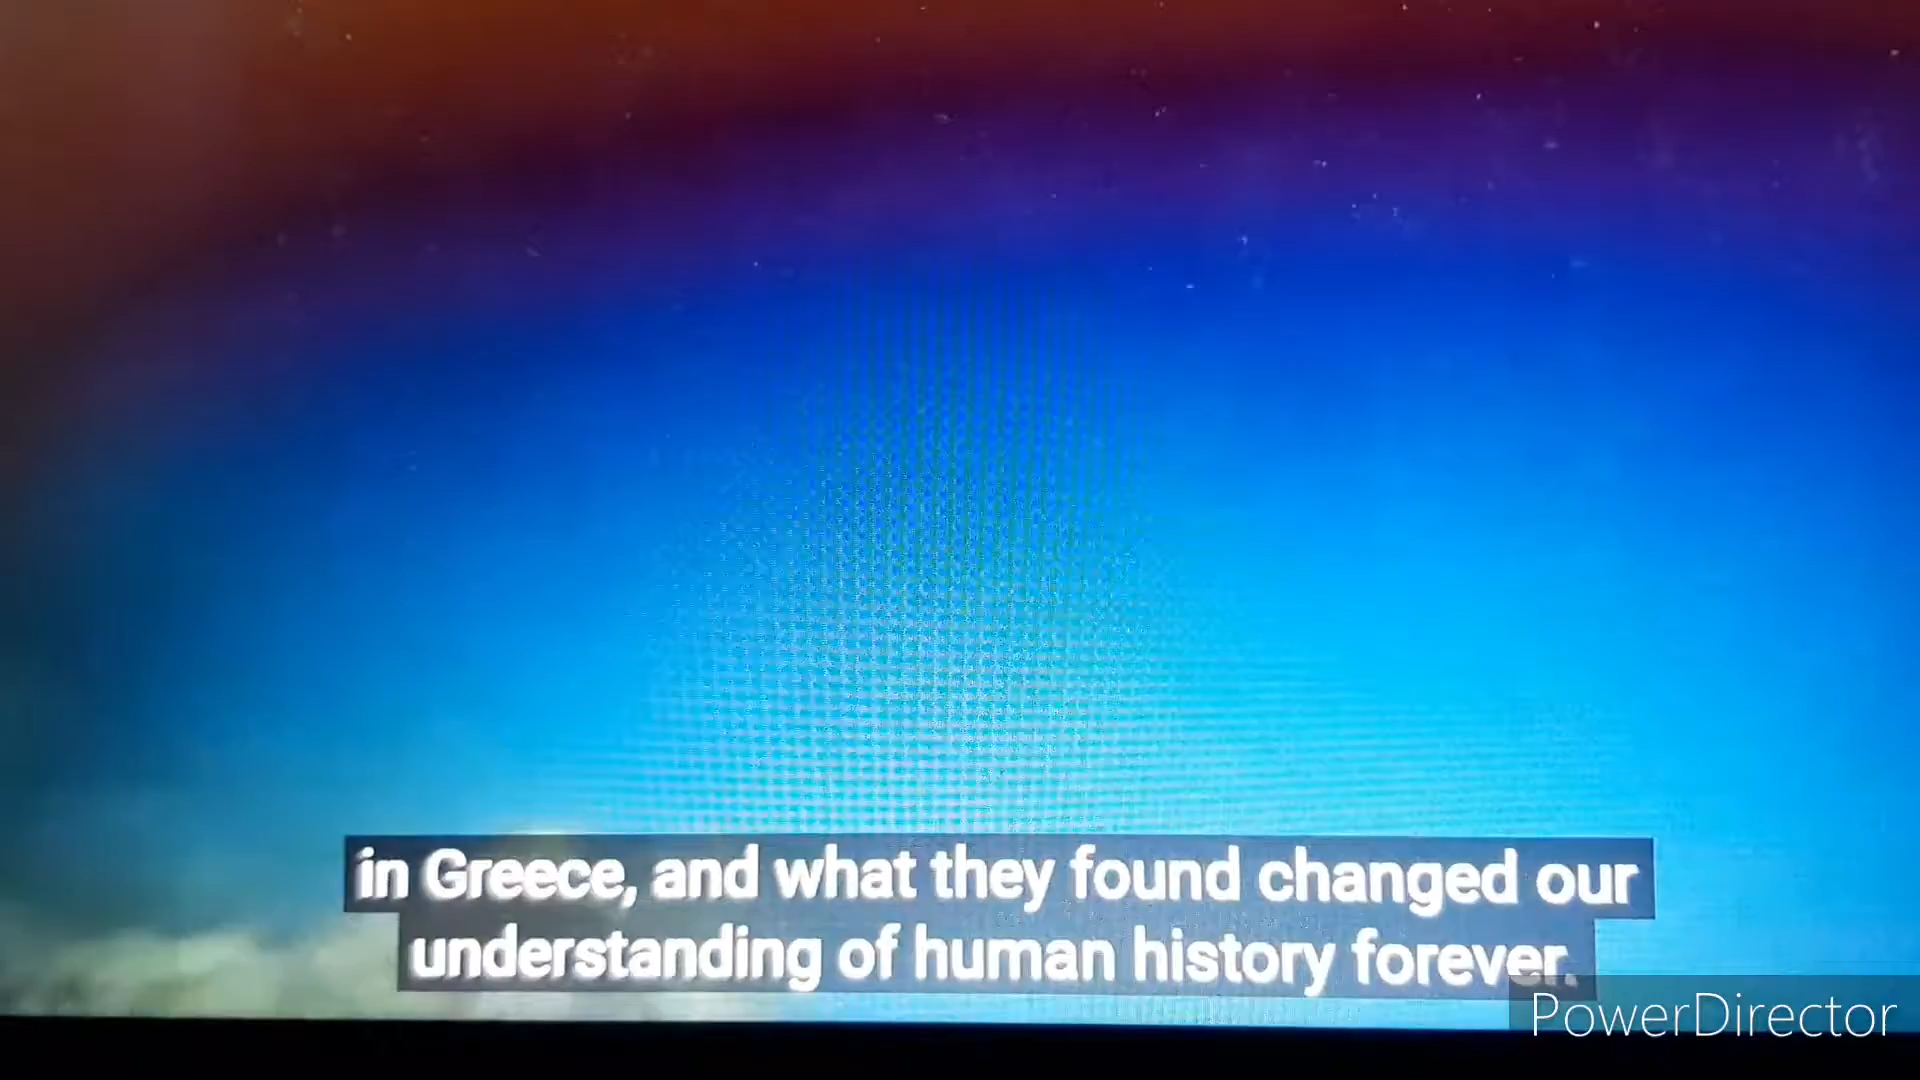 in Greece, and what they found changed our
understanding of human history forever.
PowerDirector